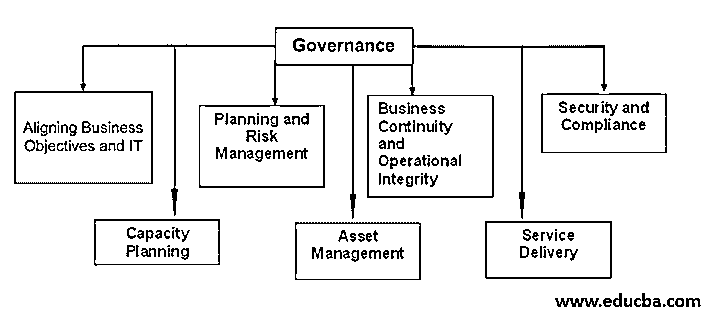 Governance
Aligning Business
Objectives and IT
Planning and
Risk
Management
Business
Continuity
and
Operational
Integrity
Security and
Compliance
Capacity
Planning
Asset
Management
Service
Delivery
www.educba.com